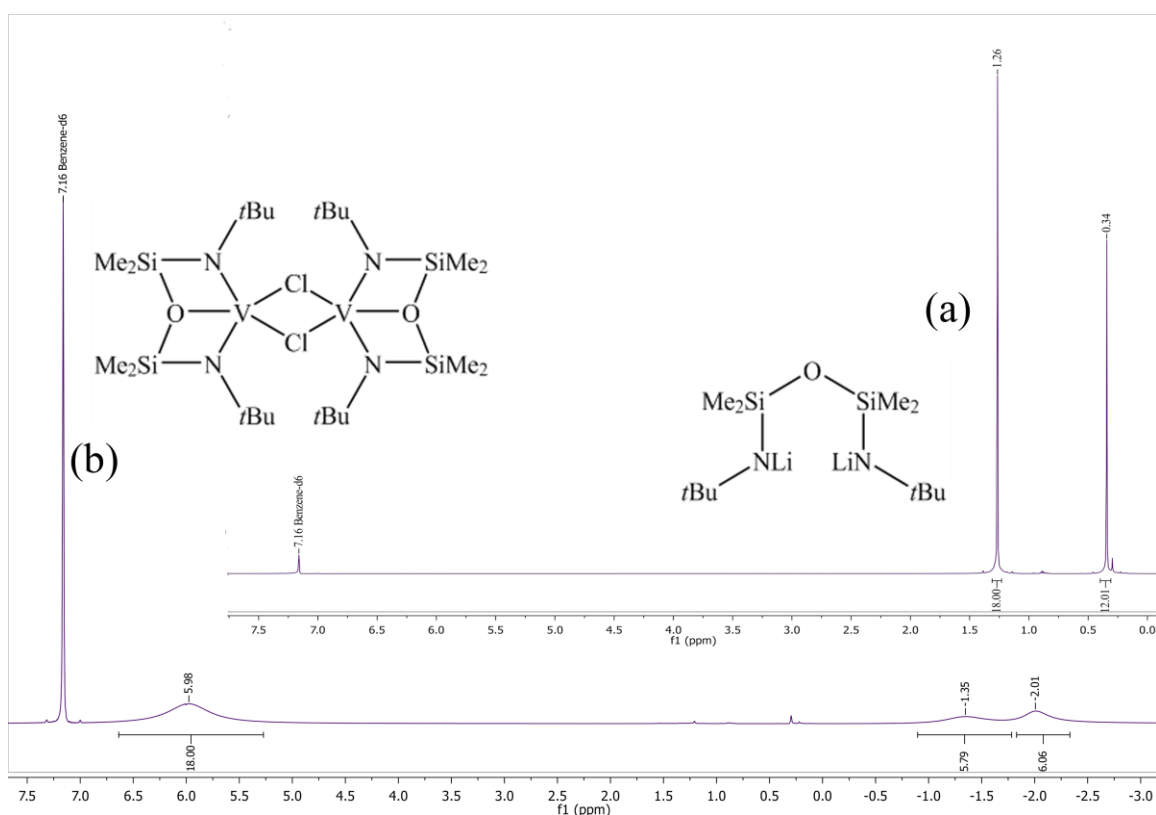 1.26
7.16 Benzene-d6
0.34
tBu tBu
Me2Si N N SiMe2
Cl
O V V O
Cl
Me2Si N N SiMe2
tBu tBu
(a)
O
Me2Si SiMe2
NLi LiN
tBu tBu
(b)
7.16 Benzene-d6
18.00 12.01
7.5 7.0 6.5 6.0 5.5 5.0 4.5 4.0 3.5 3.0 2.5 2.0 1.5 1.0 0.5 0.0
f1 (ppm)
5.98 -1.35 -2.01
18.00 5.79 6.06
7.5 7.0 6.5 6.0 5.5 5.0 4.5 4.0 3.5 3.0 2.5 2.0 1.5 1.0 0.5 0.0 -0.5 -1.0 -1.5 -2.0 -2.5 -3.0
f1 (ppm)